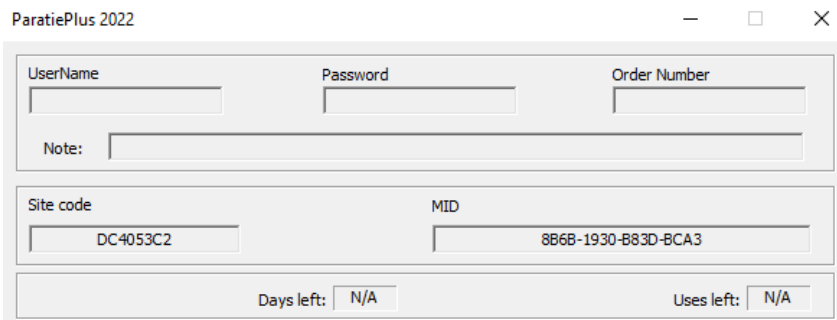 ParatiePlus 2022
UserName Password Order Number
Note:
Site code MID
DC4053C2 8B6B-1930-B83D-BCA3
Days left: N/A Uses left: N/A